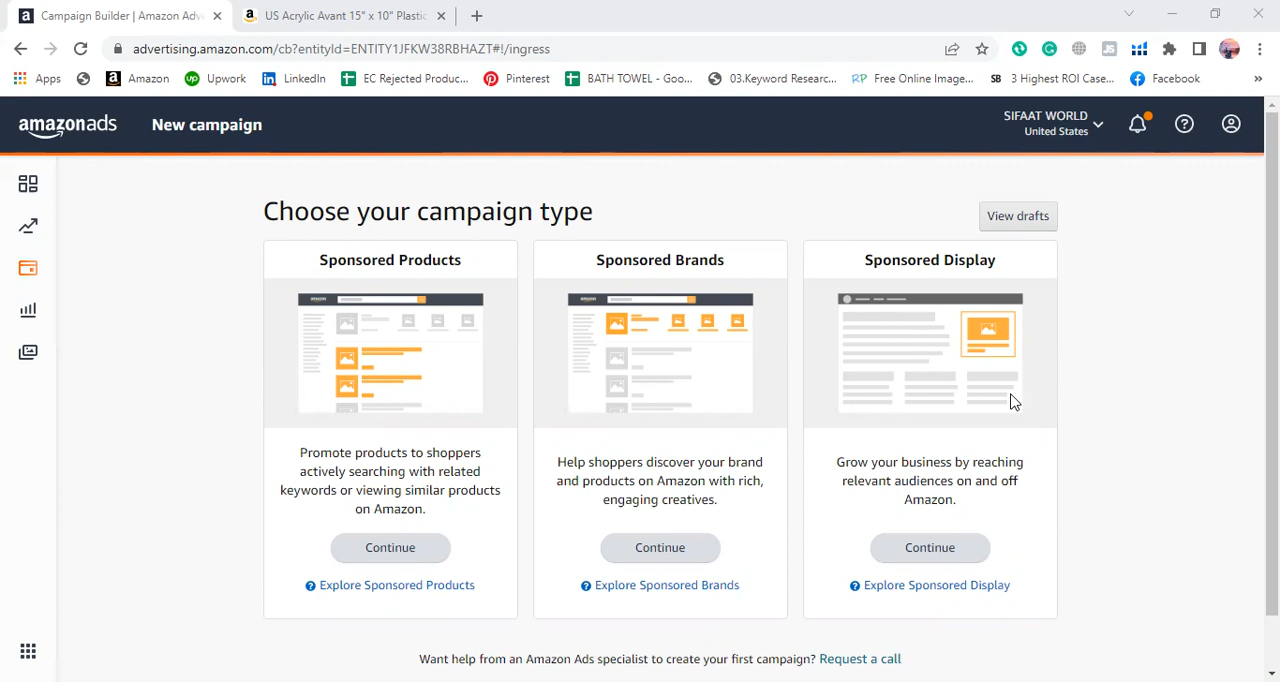 Campaign Builder | Amazon Adv
US Acrylic Avant 15" x 10" Plastic
advertising.amazon.com/cb?entityId=ENTITY1JFKW38RBHAZT#!/ingress
Apps
Amazon
Upwork
LinkedIn
EC Rejected Produc...
Pinterest
BATH TOWEL - Goo...
03.Keyword Researc...
Free Online Image...
3 Highest ROI Case...
Facebook
amazonads
New campaign
SIFAAT WORLD
United States
Choose your campaign type
View drafts
Sponsored Products
Sponsored Brands
Sponsored Display
Promote products to shoppers
actively searching with related
keywords or viewing similar products
on Amazon.
Help shoppers discover your brand
and products on Amazon with rich,
engaging creatives.
Grow your business by reaching
relevant audiences on and off
Amazon.
Continue
Continue
Continue
Explore Sponsored Products
Explore Sponsored Brands
Explore Sponsored Display
Want help from an Amazon Ads specialist to create your first campaign? Request a call